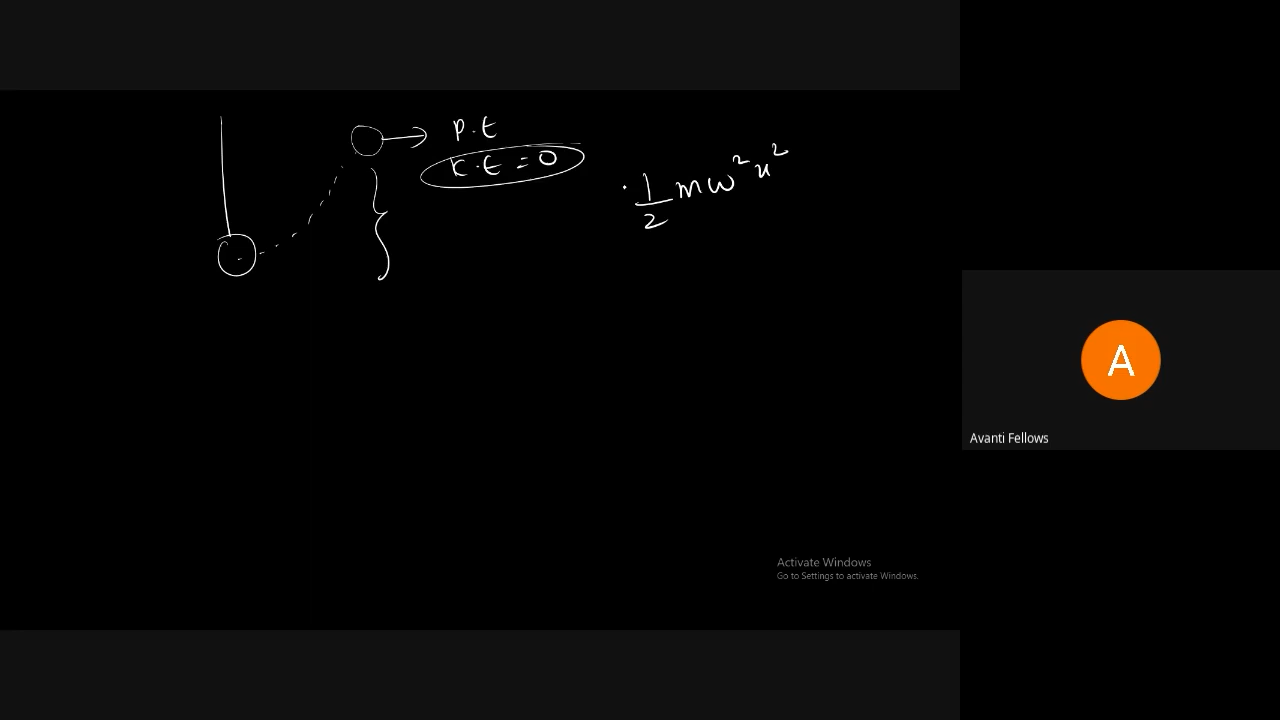 P.E
K.E = 0
1/2 mω²x²
A
Avanti Fellows
Activate Windows
Go to Settings to activate Windows.